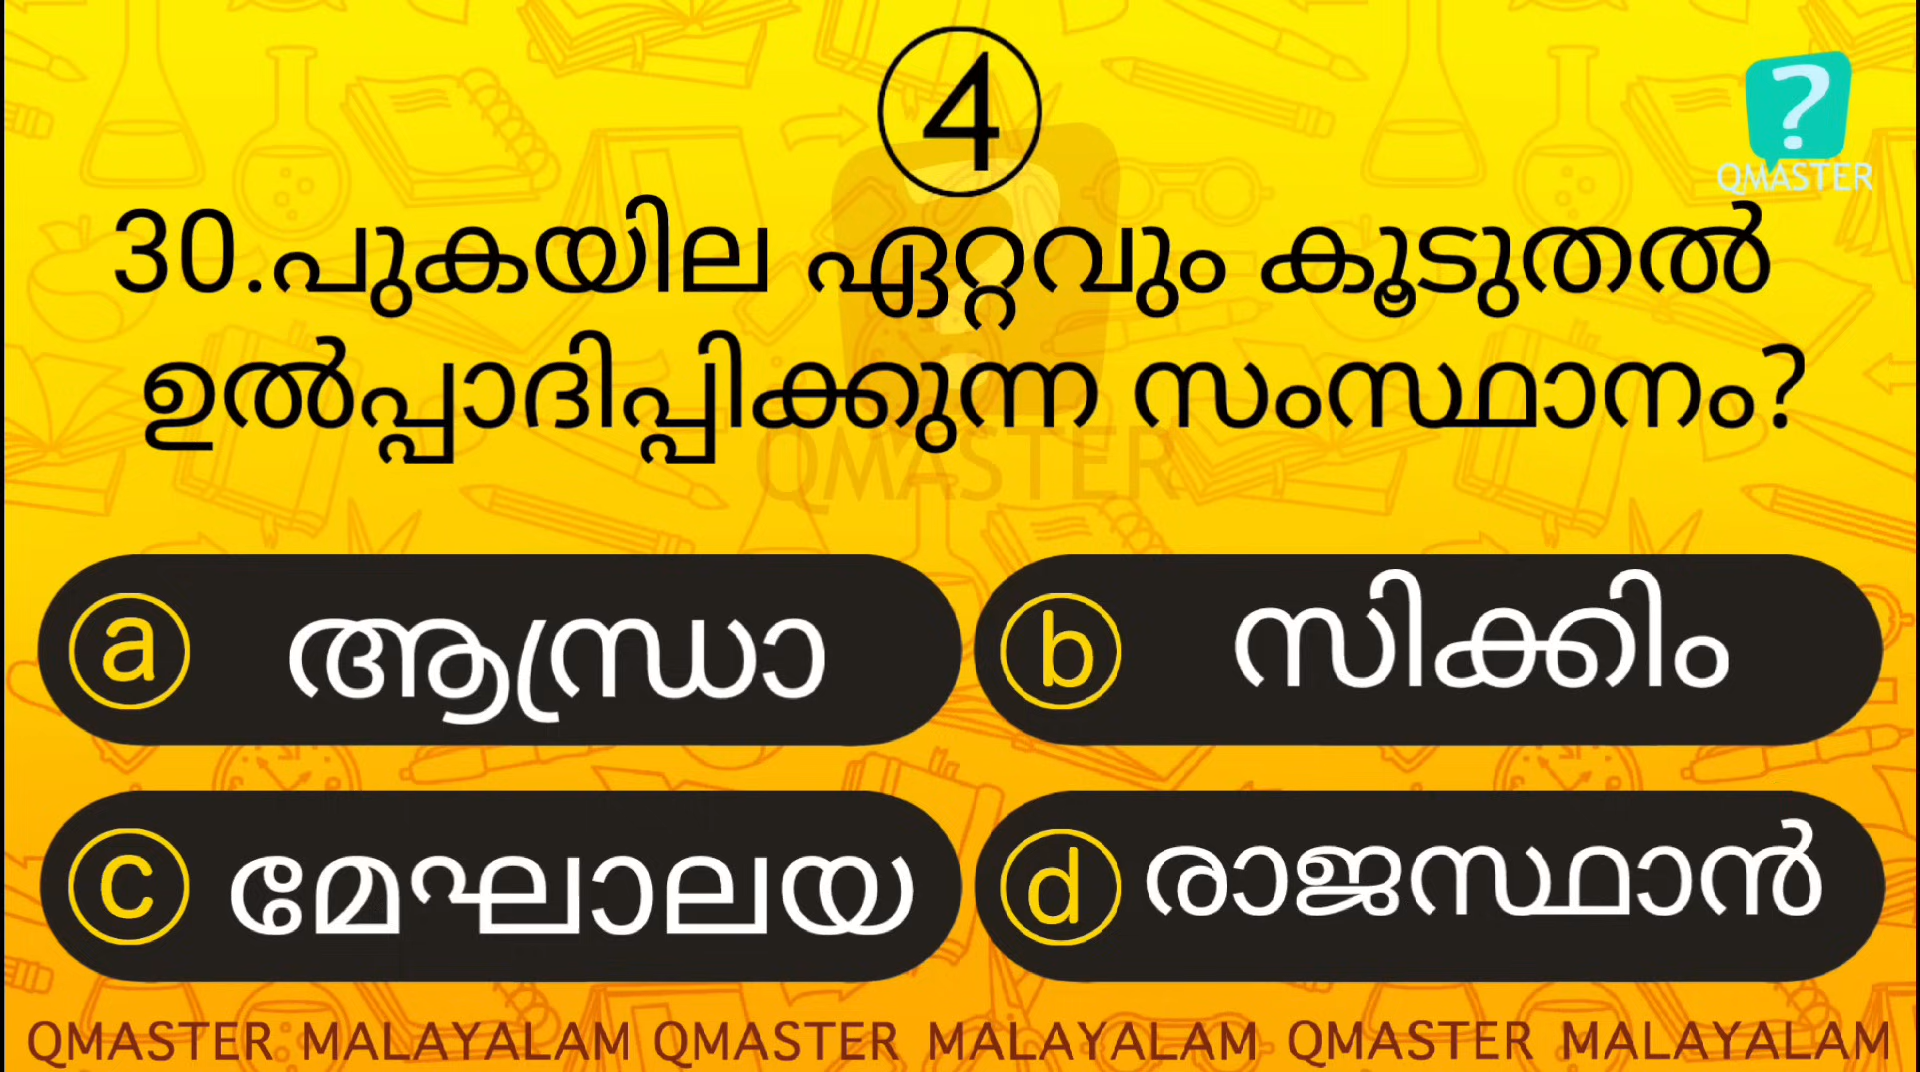 4
QMASTER
30.പുകയില ഏറ്റവും കൂടുതൽ
ഉൽപ്പാദിപ്പിക്കുന്ന സംസ്ഥാനം?
QMASTER
a ആന്ധ്രാ
b സിക്കിം
c മേഘാലയ
d രാജസ്ഥാൻ
QMASTER MALAYALAM QMASTER MALAYALAM QMASTER MALAYALAM